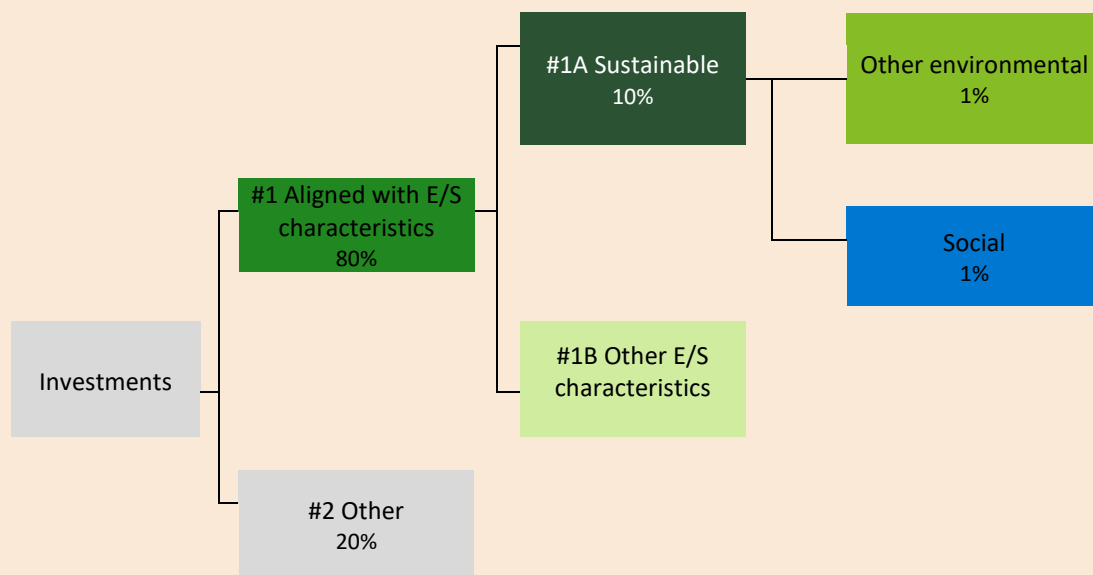 #1A Sustainable
10%
Other environmental
1%
#1 Aligned with E/S
characteristics
80%
Social
1%
Investments
#1B Other E/S
characteristics
#2 Other
20%